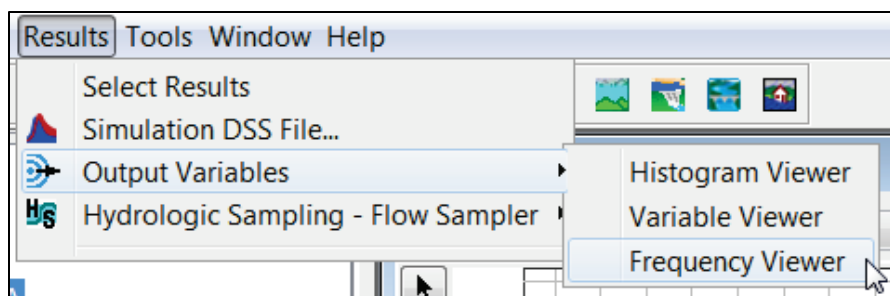 Results Tools Window Help
Select Results
Simulation DSS File...
Output Variables
Hydrologic Sampling - Flow Sampler
Histogram Viewer
Variable Viewer
Frequency Viewer